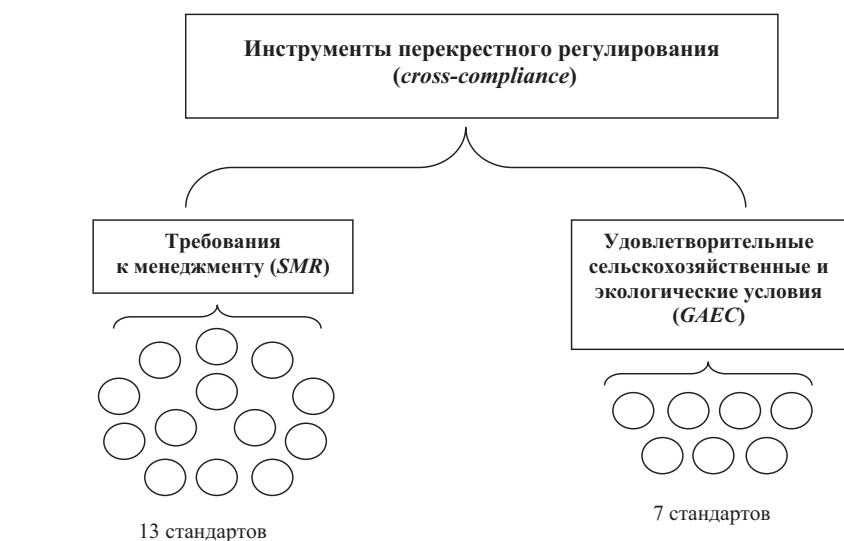 Инструменты перекрестного регулирования
(cross-compliance)
Требования
к менеджменту (SMR)
Удовлетворительные
сельскохозяйственные и
экологические условия
(GAEC)
13 стандартов
7 стандартов